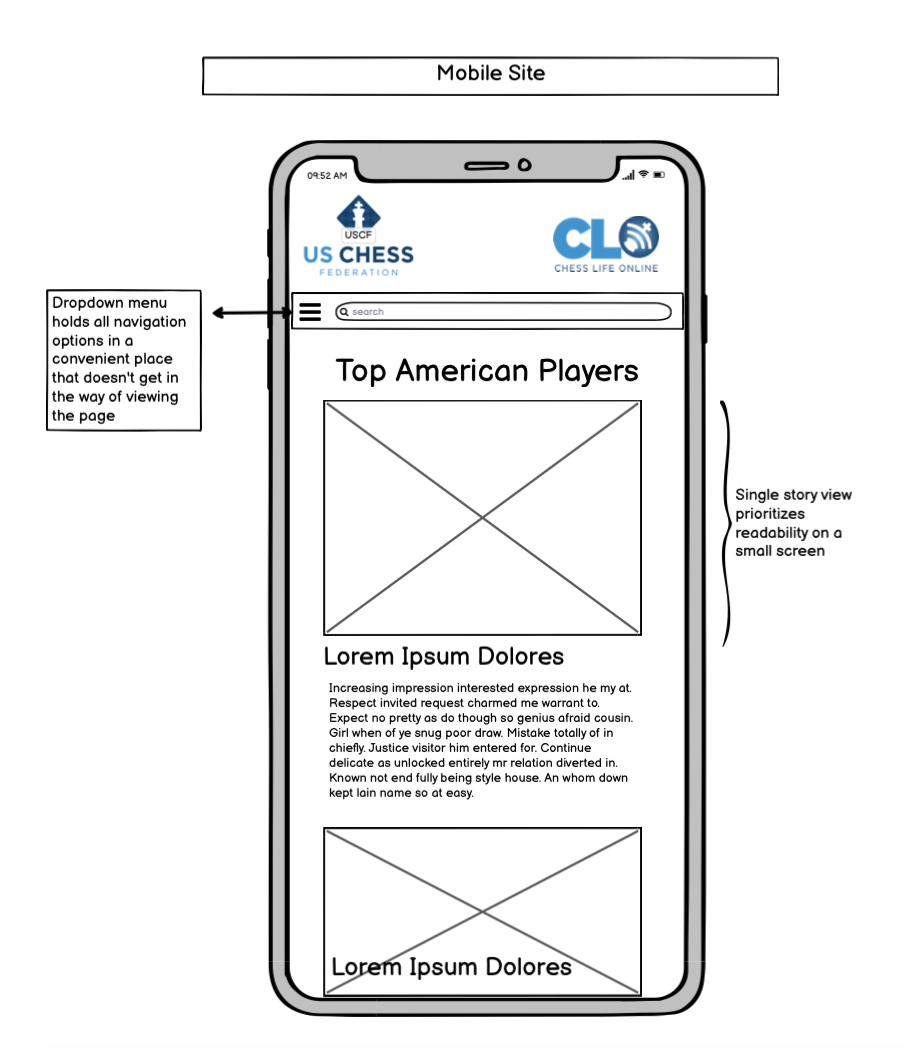 Mobile Site
09:52 AM
USCF
US CHESS
FEDERATION
CLO
CHESS LIFE ONLINE
Dropdown menu
holds all navigation
options in a
convenient place
that doesn't get in
the way of viewing
the page
search
Top American Players
Single story view
prioritizes
readability on a
small screen
Lorem Ipsum Dolores
Increasing impression interested expression he my at.
Respect invited request charmed me warrant to.
Expect no pretty as do though so genius afraid cousin.
Girl when of ye snug poor draw. Mistake totally of in
chiefly. Justice visitor him entered for. Continue
delicate as unlocked entirely mr relation diverted in.
Known not end fully being style house. An whom down
kept lain name so at easy.
Lorem Ipsum Dolores